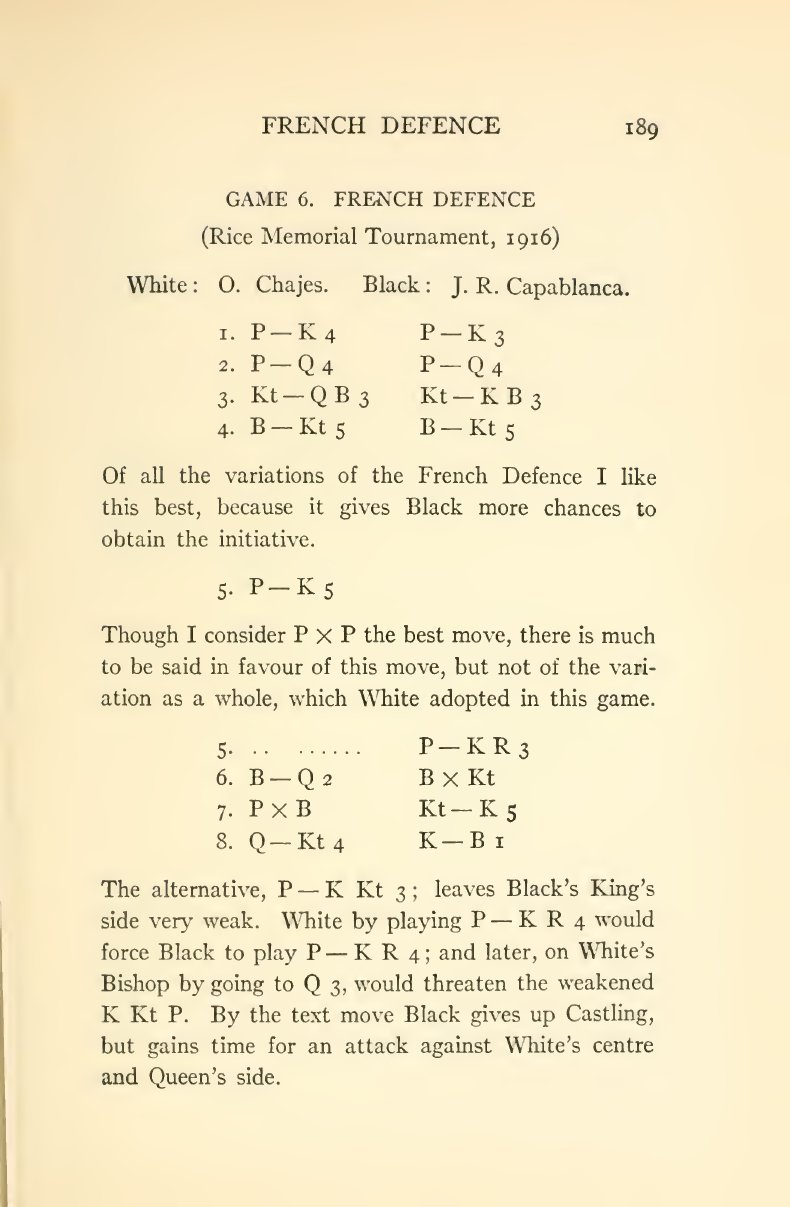 FRENCH DEFENCE 189
GAME 6. FRENCH DEFENCE
(Rice Memorial Tournament, 1916)
White: O. Chajes. Black: J. R. Capablanca.
1. P—K 4 P—K 3
2. P—Q 4 P—Q 4
3. Kt—Q B 3 Kt—K B 3
4. B—Kt 5 B—Kt 5
Of all the variations of the French Defence I like
this best, because it gives Black more chances to
obtain the initiative.
5. P—K 5
Though I consider P × P the best move, there is much
to be said in favour of this move, but not of the vari-
ation as a whole, which White adopted in this game.
5. .. ...... P—K R 3
6. B—Q 2 B × Kt
7. P × B Kt—K 5
8. Q—Kt 4 K—B 1
The alternative, P—K Kt 3; leaves Black's King's
side very weak. White by playing P—K R 4 would
force Black to play P—K R 4; and later, on White's
Bishop by going to Q 3, would threaten the weakened
K Kt P. By the text move Black gives up Castling,
but gains time for an attack against White's centre
and Queen's side.